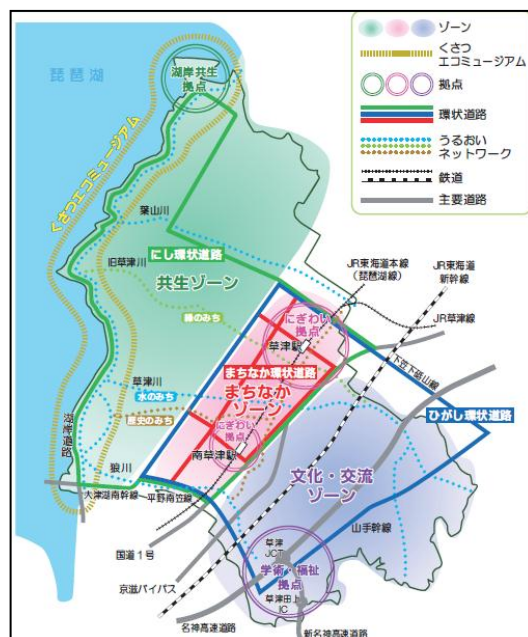 ゾーン
くさつ
エコミュージアム
拠点
環状道路
うるおい
ネットワーク
鉄道
主要道路
琵琶湖
湖岸共生
拠点
くさつエコミュージアム
葉山川
にし環状道路
旧草津川
共生ゾーン
JR東海道本線
(琵琶湖線)
JR東海道
新幹線
JR草津線
緑のみち
にぎわい
拠点
草津駅
下笠下砥山線
まちなか環状道路
まちなか
ゾーン
草津川
水のみち
歴史のみち
ひがし環状道路
にぎわい
拠点
南草津駅
湖岸道路
狼川
文化・交流
ゾーン
大津湖南幹線
平野南笠線
山手幹線
国道1号
草津
JCT
学術・福祉
拠点
京滋バイパス
草津田上
IC
名神高速道路
新名神高速道路